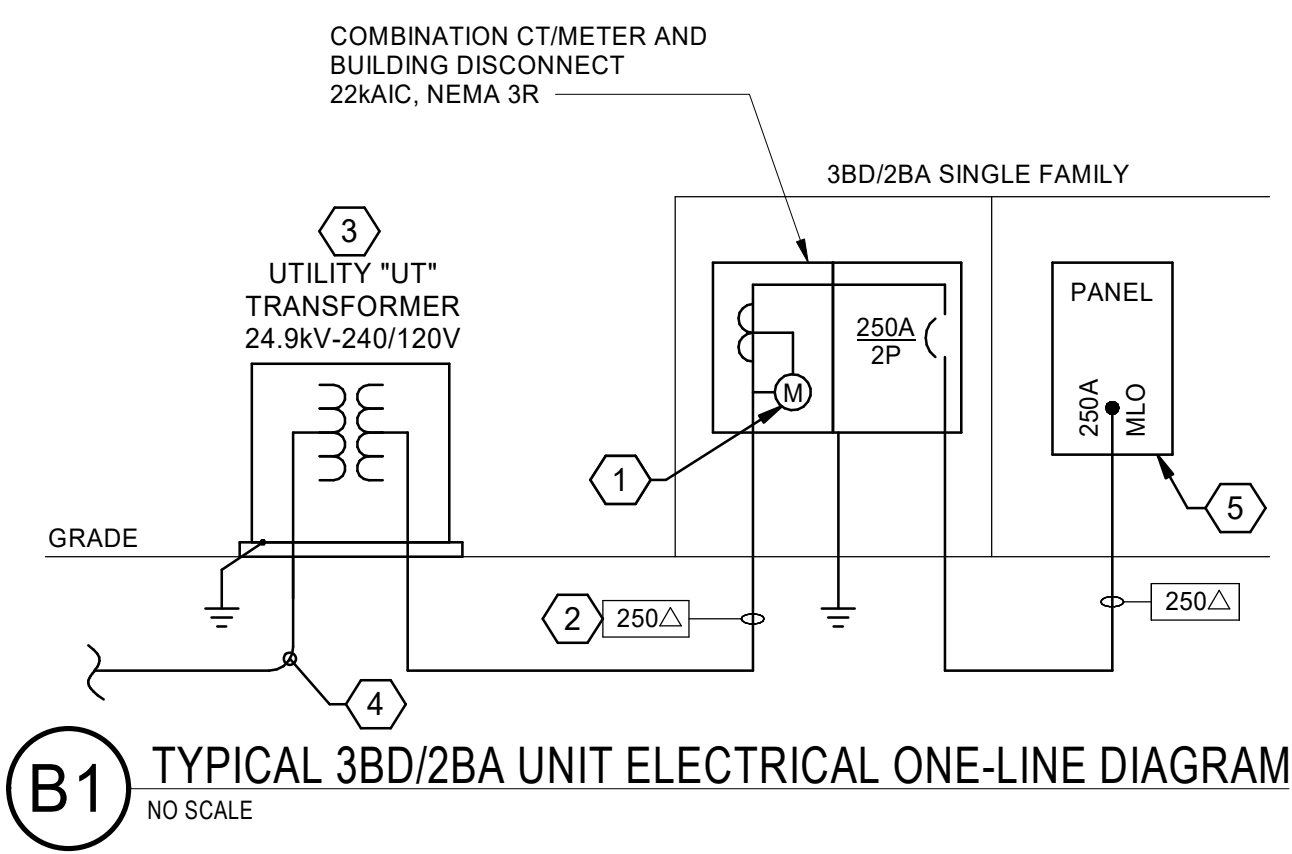 COMBINATION CT/METER AND
BUILDING DISCONNECT
22kAIC, NEMA 3R
3BD/2BA SINGLE FAMILY
3
UTILITY "UT"
TRANSFORMER
24.9kV-240/120V
250A
2P
M
PANEL
250A
MLO
1
5
GRADE
2
250△
250△
4
B1
TYPICAL 3BD/2BA UNIT ELECTRICAL ONE-LINE DIAGRAM
NO SCALE